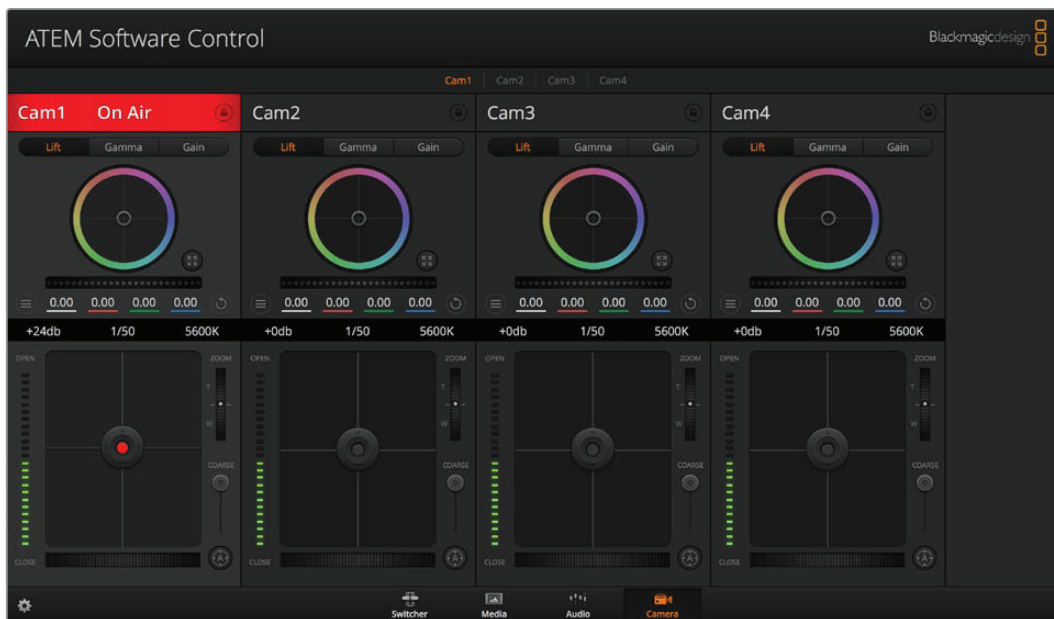 ATEM Software Control
Blackmagicdesign
Cam1 Cam2 Cam3 Cam4
Cam1 On Air Cam2 Cam3 Cam4
Lift Gamma Gain Lift Gamma Gain Lift Gamma Gain Lift Gamma Gain
0.00 0.00 0.00 0.00 0.00 0.00 0.00 0.00 0.00 0.00 0.00 0.00 0.00 0.00 0.00 0.00
+24db 1/50 5600K +0db 1/50 5600K +0db 1/50 5600K +0db 1/50 5600K
OPEN ZOOM OPEN ZOOM OPEN ZOOM OPEN ZOOM
T T T T
W W W W
COARSE COARSE COARSE COARSE
CLOSE A CLOSE A CLOSE A CLOSE A
Switcher Media Audio Camera